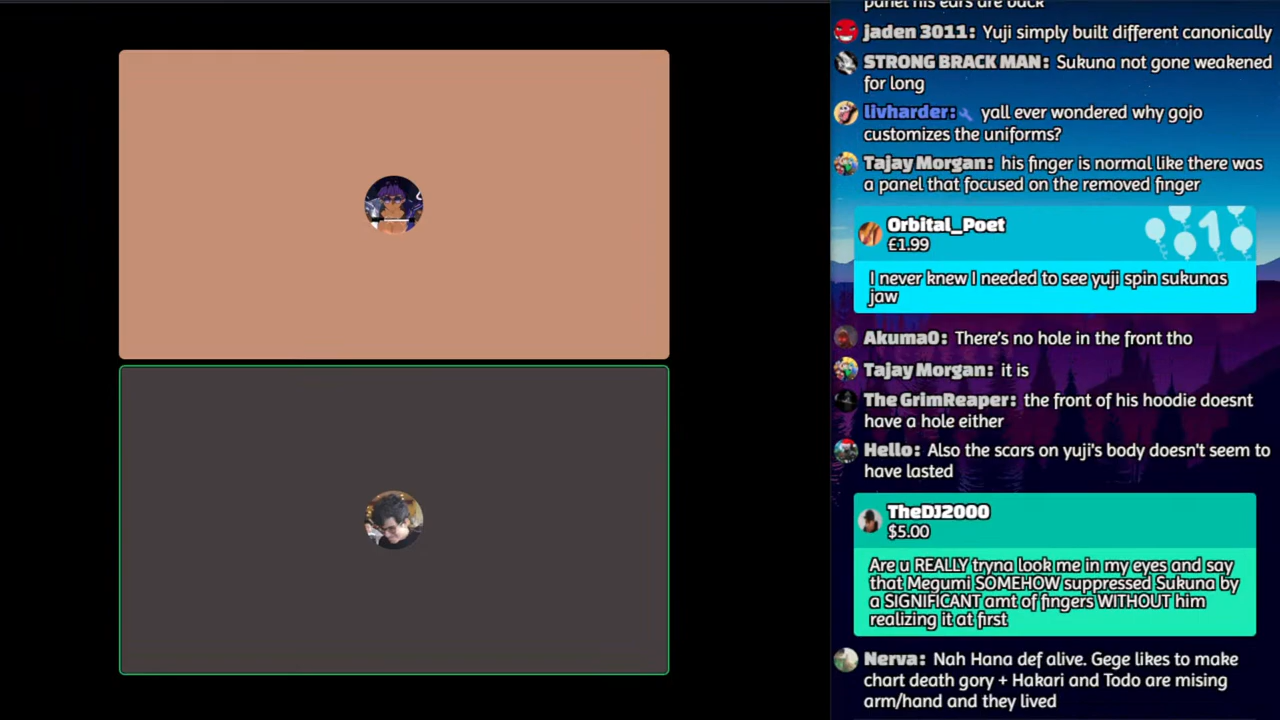 panel his ears are back
jaden 3011: Yuji simply built different canonically
STRONG BRACK MAN: Sukuna not gone weakened
for long
livharder: yall ever wondered why gojo
customizes the uniforms?
Tajay Morgan: his finger is normal like there was
a panel that focused on the removed finger
Orbital_Poet
£1.99
1
I never knew I needed to see yuji spin sukunas
jaw
Akuma0: There's no hole in the front tho
Tajay Morgan: it is
The GrimReaper: the front of his hoodie doesnt
have a hole either
Hello: Also the scars on yuji's body doesn't seem to
have lasted
TheDJ2000
$5.00
Are u REALLY tryna look me in my eyes and say
that Megumi SOMEHOW suppressed Sukuna by
a SIGNIFICANT amt of fingers WITHOUT him
realizing it at first
Nerva: Nah Hana def alive. Gege likes to make
chart death gory + Hakari and Todo are mising
arm/hand and they lived